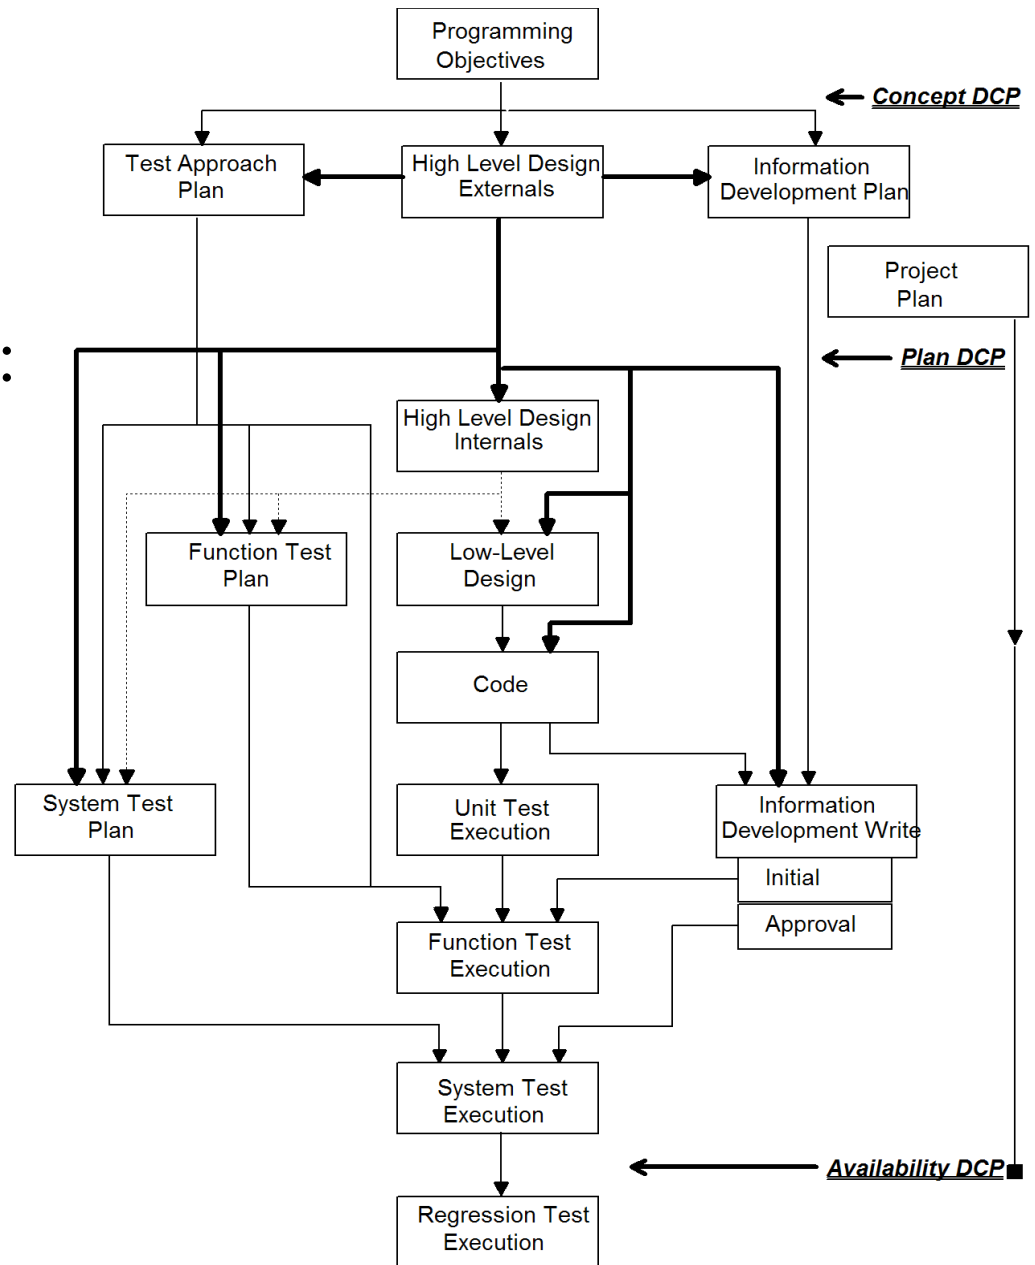 Programming
Objectives
Concept DCP
Test Approach
Plan
High Level Design
Externals
Information
Development Plan
Project
Plan
:
Plan DCP
High Level Design
Internals
Function Test
Plan
Low-Level
Design
Code
System Test
Plan
Unit Test
Execution
Information
Development Write
Initial
Approval
Function Test
Execution
System Test
Execution
Availability DCP
Regression Test
Execution